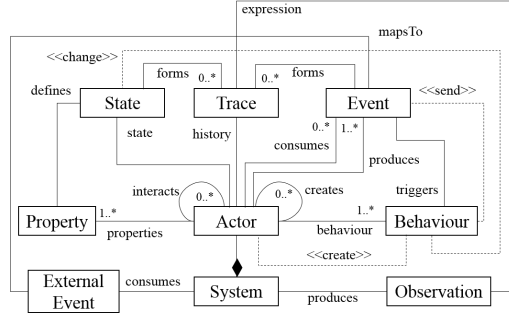 expression
mapsTo
<<change>>
forms
0..*
0..*
forms
defines
State
Trace
Event
<<send>>
state
history
0..*
1..*
consumes
produces
interacts
0..*
0..*
creates
triggers
Property
1..*
properties
Actor
1..*
behaviour
Behaviour
<<create>>
External
Event
consumes
System
produces
Observation